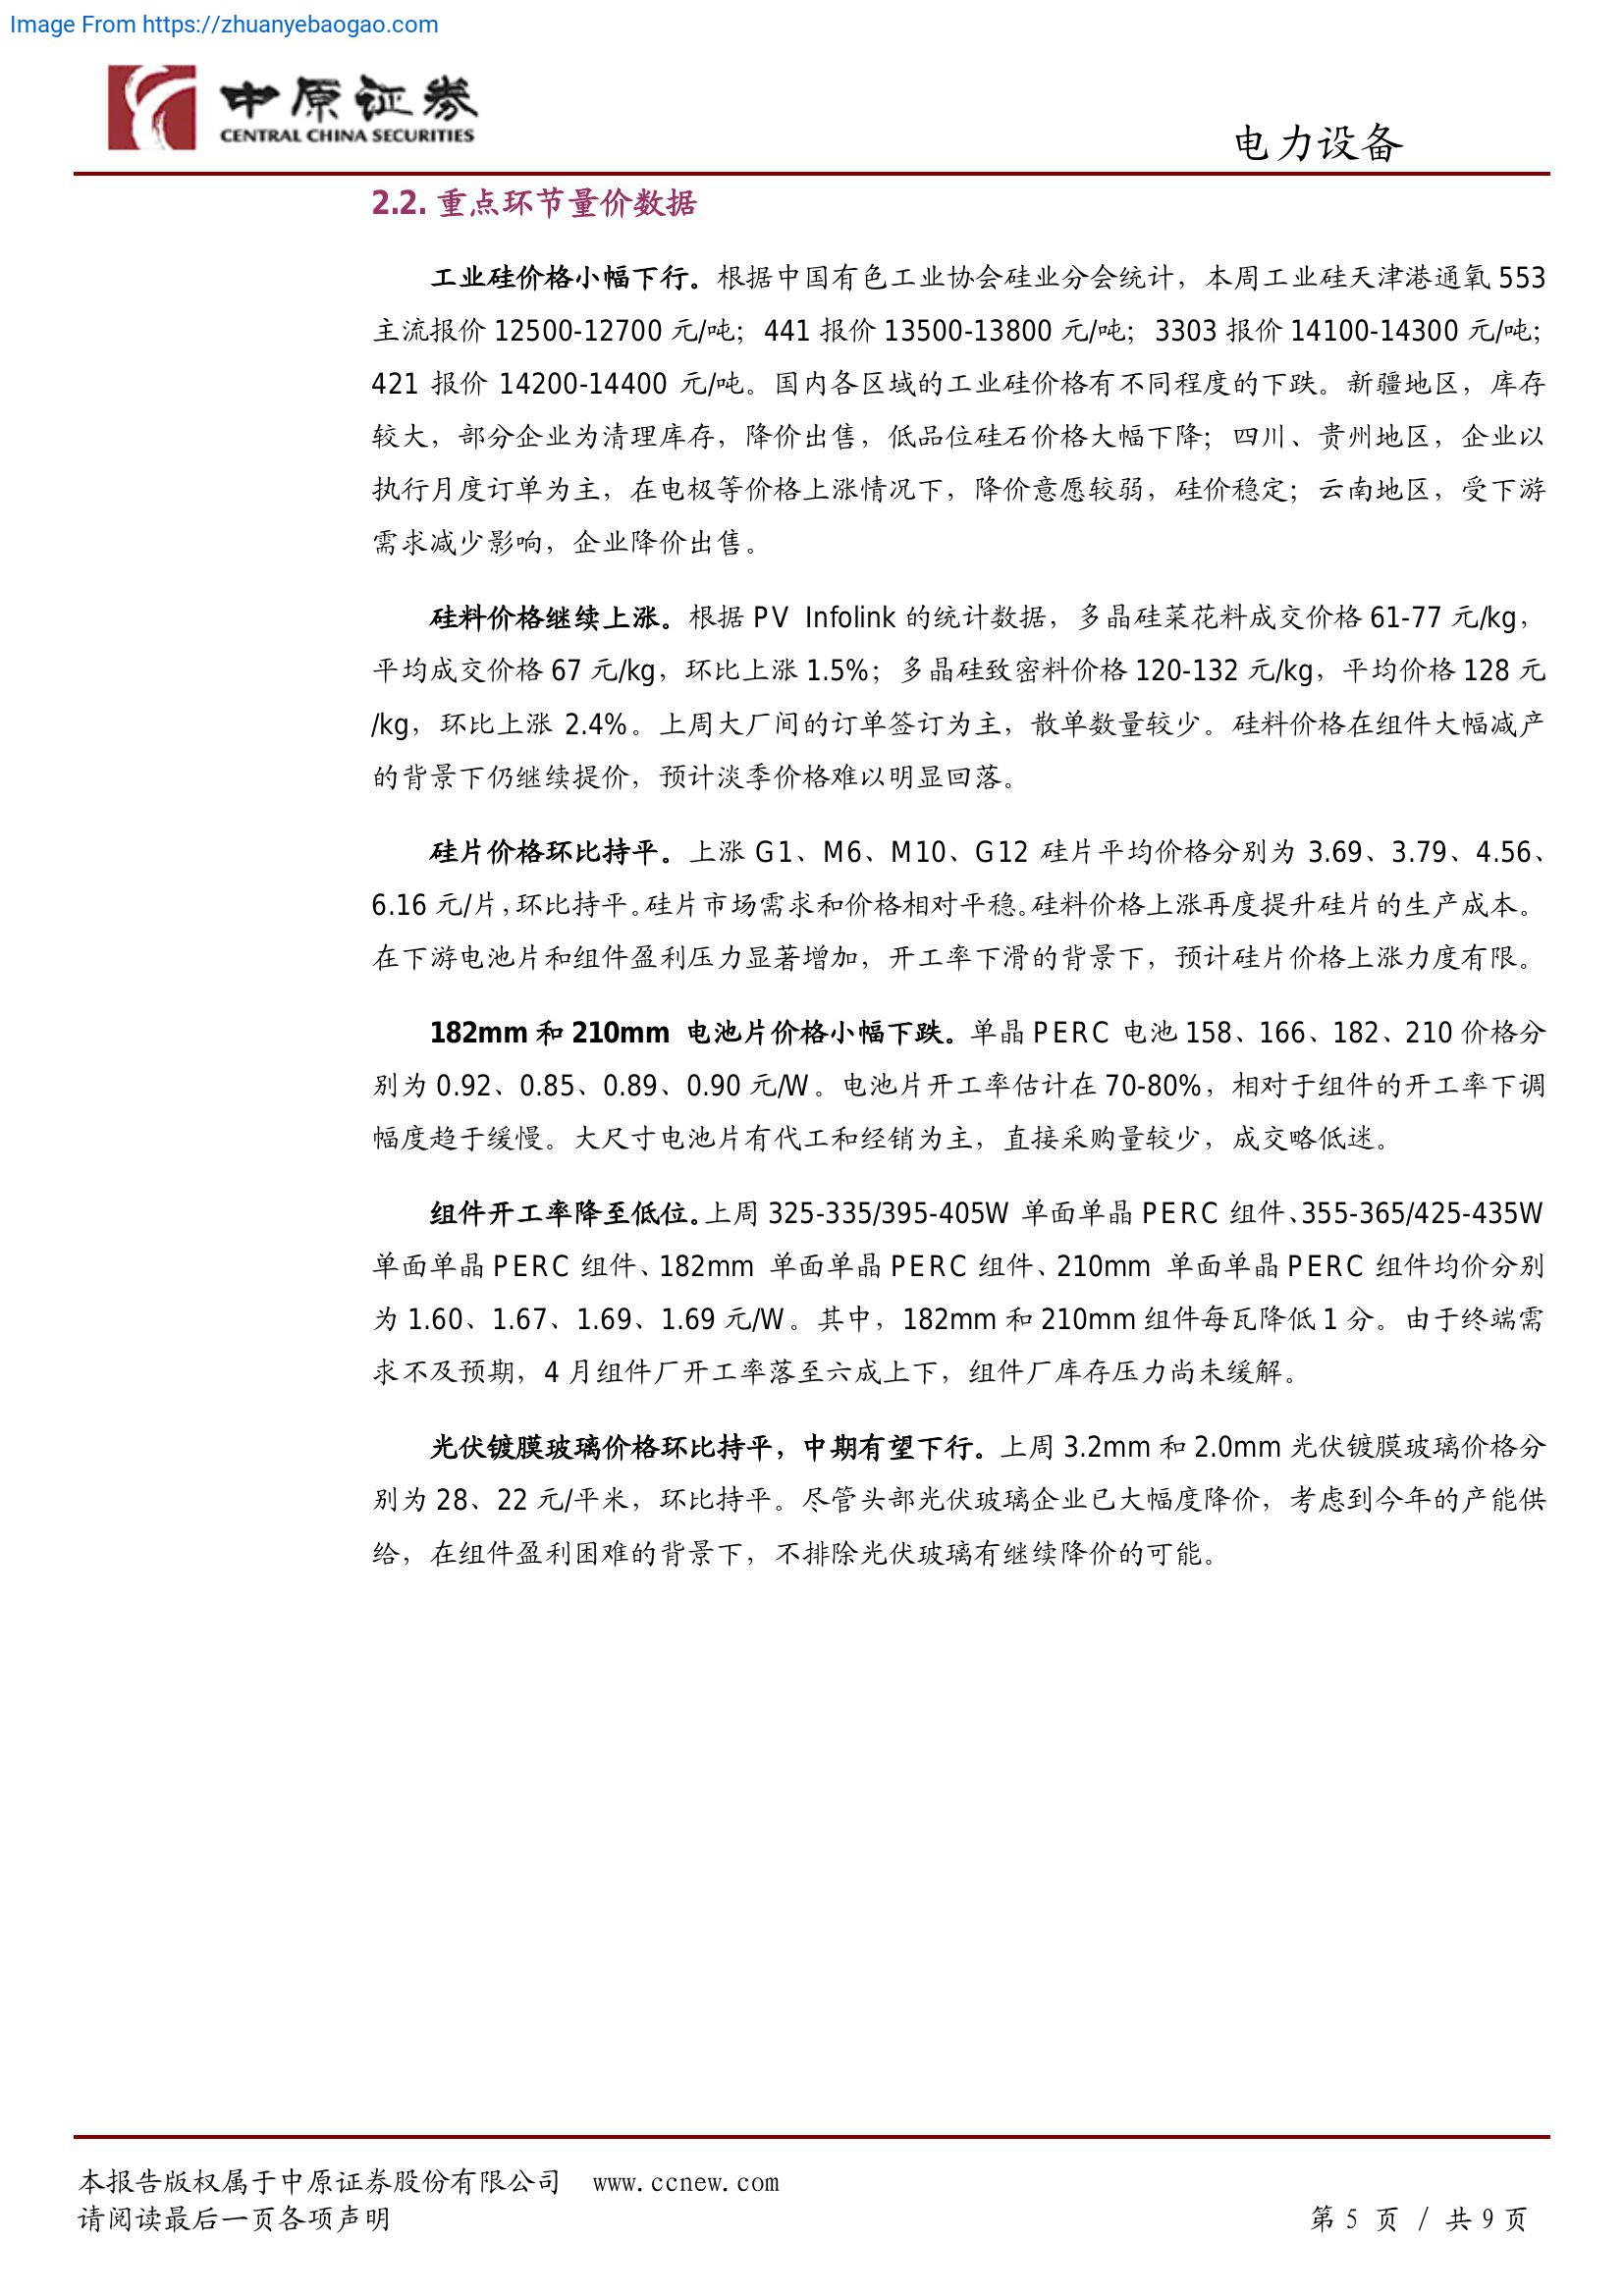 Image From https://zhuanyebaogao.com
中原证券
CENTRAL CHINA SECURITIES
电力设备
2.2. 重点环节量价数据
工业硅价格小幅下行。根据中国有色工业协会硅业分会统计，本周工业硅天津港通氧 553
主流报价 12500-12700 元/吨；441 报价 13500-13800 元/吨；3303 报价 14100-14300 元/吨；
421 报价 14200-14400 元/吨。国内各区域的工业硅价格有不同程度的下跌。新疆地区，库存
较大，部分企业为清理库存，降价出售，低品位硅石价格大幅下降；四川、贵州地区，企业以
执行月度订单为主，在电极等价格上涨情况下，降价意愿较弱，硅价稳定；云南地区，受下游
需求减少影响，企业降价出售。
硅料价格继续上涨。根据 PV Infolink 的统计数据，多晶硅菜花料成交价格 61-77 元/kg，
平均成交价格 67 元/kg，环比上涨 1.5%；多晶硅致密料价格 120-132 元/kg，平均价格 128 元
/kg，环比上涨 2.4%。上周大厂间的订单签订为主，散单数量较少。硅料价格在组件大幅减产
的背景下仍继续提价，预计淡季价格难以明显回落。
硅片价格环比持平。上涨 G1、M6、M10、G12 硅片平均价格分别为 3.69、3.79、4.56、
6.16 元/片，环比持平。硅片市场需求和价格相对平稳。硅料价格上涨再度提升硅片的生产成本。
在下游电池片和组件盈利压力显著增加，开工率下滑的背景下，预计硅片价格上涨力度有限。
182mm 和 210mm 电池片价格小幅下跌。单晶 PERC 电池 158、166、182、210 价格分
别为 0.92、0.85、0.89、0.90 元/W。电池片开工率估计在 70-80%，相对于组件的开工率下调
幅度趋于缓慢。大尺寸电池片有代工和经销为主，直接采购量较少，成交略低迷。
组件开工率降至低位。上周 325-335/395-405W 单面单晶 PERC 组件、355-365/425-435W
单面单晶 PERC 组件、182mm 单面单晶 PERC 组件、210mm 单面单晶 PERC 组件均价分别
为 1.60、1.67、1.69、1.69 元/W。其中，182mm 和 210mm 组件每瓦降低 1 分。由于终端需
求不及预期，4 月组件厂开工率落至六成上下，组件厂库存压力尚未缓解。
光伏镀膜玻璃价格环比持平，中期有望下行。上周 3.2mm 和 2.0mm 光伏镀膜玻璃价格分
别为 28、22 元/平米，环比持平。尽管头部光伏玻璃企业已大幅度降价，考虑到今年的产能供
给，在组件盈利困难的背景下，不排除光伏玻璃有继续降价的可能。
本报告版权属于中原证券股份有限公司 www.ccnew.com
请阅读最后一页各项声明
第 5 页 / 共 9 页